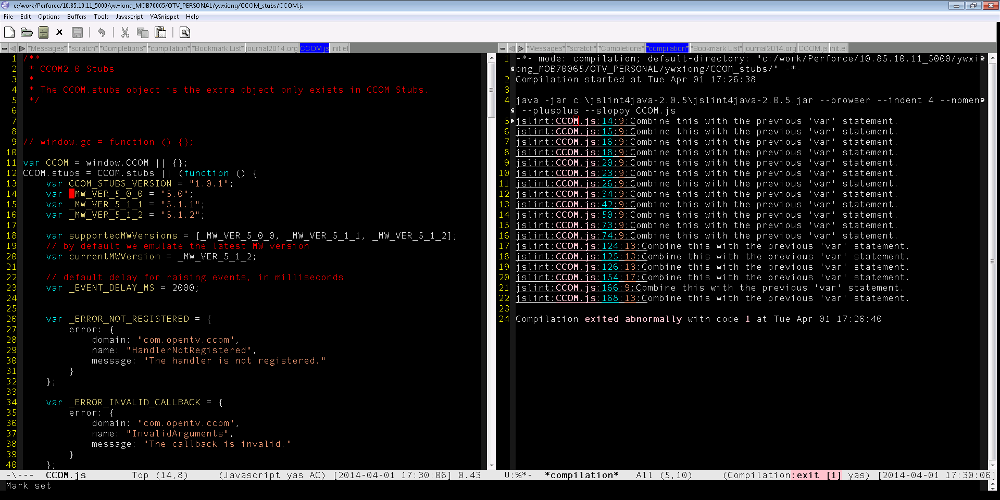 c:/work/Perforce/10.85.10.11_5000/ywxiong_MOB70065/OTV_PERSONAL/ywxiong/CCOM_stubs/CCOM.js
File Edit Options Buffers Tools Javascript YASnippet Help
*Messages* *scratch* *Completions* *compilation* *Bookmark List* journal2014.org CCOM.js init.el
1 /**
2  * CCOM2.0 Stubs
3  *
4  * The CCOM.stubs object is the extra object only exists in CCOM Stubs.
5  */
6
7
8
9 // window.gc = function () {};
10
11 var CCOM = window.CCOM || {};
12 CCOM.stubs = CCOM.stubs || (function () {
13     var CCOM_STUBS_VERSION = "1.0.1";
14     var _MW_VER_5_0_0 = "5.0";
15     var _MW_VER_5_1_1 = "5.1.1";
16     var _MW_VER_5_1_2 = "5.1.2";
17
18     var supportedMWVersions = [_MW_VER_5_0_0, _MW_VER_5_1_1, _MW_VER_5_1_2];
19     // by default we emulate the latest MW version
20     var currentMWVersion = _MW_VER_5_1_2;
21
22     // default delay for raising events, in milliseconds
23     var _EVENT_DELAY_MS = 2000;
24
25
26     var _ERROR_NOT_REGISTERED = {
27         error: {
28             domain: "com.opentv.ccom",
29             name: "HandlerNotRegistered",
30             message: "The handler is not registered."
31         }
32     };
33
34     var _ERROR_INVALID_CALLBACK = {
35         error: {
36             domain: "com.opentv.ccom",
37             name: "InvalidArguments",
38             message: "The callback is invalid."
39         }
40     };
-\--- CCOM.js Top (14,8) (Javascript yas AC) [2014-04-01 17:30:06] 0.43
*Messages* *scratch* *Completions* *compilation* *Bookmark List* journal2014.org CCOM.js init.el
1 -*- mode: compilation; default-directory: "c:/work/Perforce/10.85.10.11_5000/ywxi
ong_MOB70065/OTV_PERSONAL/ywxiong/CCOM_stubs/" -*-
2 Compilation started at Tue Apr 01 17:26:38
3
4 java -jar c:\jslint4java-2.0.5\jslint4java-2.0.5.jar --browser --indent 4 --nomen
 --plusplus --sloppy CCOM.js
5 jslint:CCOM.js:14:9:Combine this with the previous 'var' statement.
6 jslint:CCOM.js:15:9:Combine this with the previous 'var' statement.
7 jslint:CCOM.js:16:9:Combine this with the previous 'var' statement.
8 jslint:CCOM.js:18:9:Combine this with the previous 'var' statement.
9 jslint:CCOM.js:20:9:Combine this with the previous 'var' statement.
10 jslint:CCOM.js:23:9:Combine this with the previous 'var' statement.
11 jslint:CCOM.js:26:9:Combine this with the previous 'var' statement.
12 jslint:CCOM.js:34:9:Combine this with the previous 'var' statement.
13 jslint:CCOM.js:42:9:Combine this with the previous 'var' statement.
14 jslint:CCOM.js:50:9:Combine this with the previous 'var' statement.
15 jslint:CCOM.js:73:9:Combine this with the previous 'var' statement.
16 jslint:CCOM.js:74:9:Combine this with the previous 'var' statement.
17 jslint:CCOM.js:124:13:Combine this with the previous 'var' statement.
18 jslint:CCOM.js:125:13:Combine this with the previous 'var' statement.
19 jslint:CCOM.js:126:13:Combine this with the previous 'var' statement.
20 jslint:CCOM.js:154:17:Combine this with the previous 'var' statement.
21 jslint:CCOM.js:166:9:Combine this with the previous 'var' statement.
22 jslint:CCOM.js:168:13:Combine this with the previous 'var' statement.
23
24 Compilation exited abnormally with code 1 at Tue Apr 01 17:26:40
U:%*- *compilation* All (5,10) (Compilation:exit [1] yas) [2014-04-01 17:30:06]
Mark set